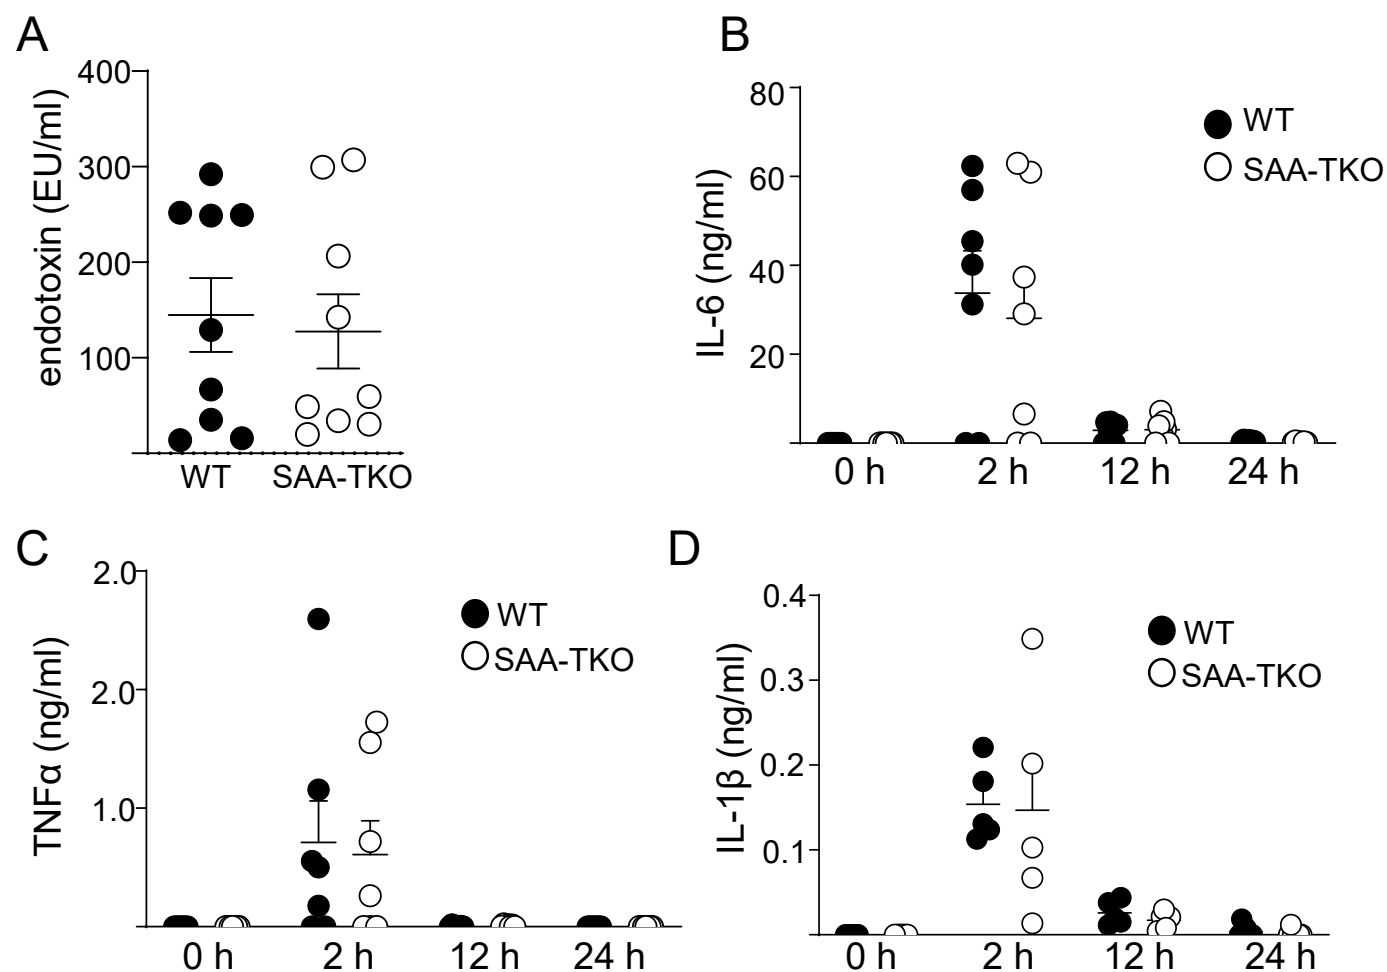 A
endotoxin (EU/ml)
400
300
200
100
WT SAA-TKO
B
IL-6 (ng/ml)
80
60
40
20
WT
SAA-TKO
0 h 2 h 12 h 24 h
C
TNFα (ng/ml)
2.0
2.0
1.0
WT
SAA-TKO
0 h 2 h 12 h 24 h
D
IL-1β (ng/ml)
0.4
0.3
0.2
0.1
WT
SAA-TKO
0 h 2 h 12 h 24 h